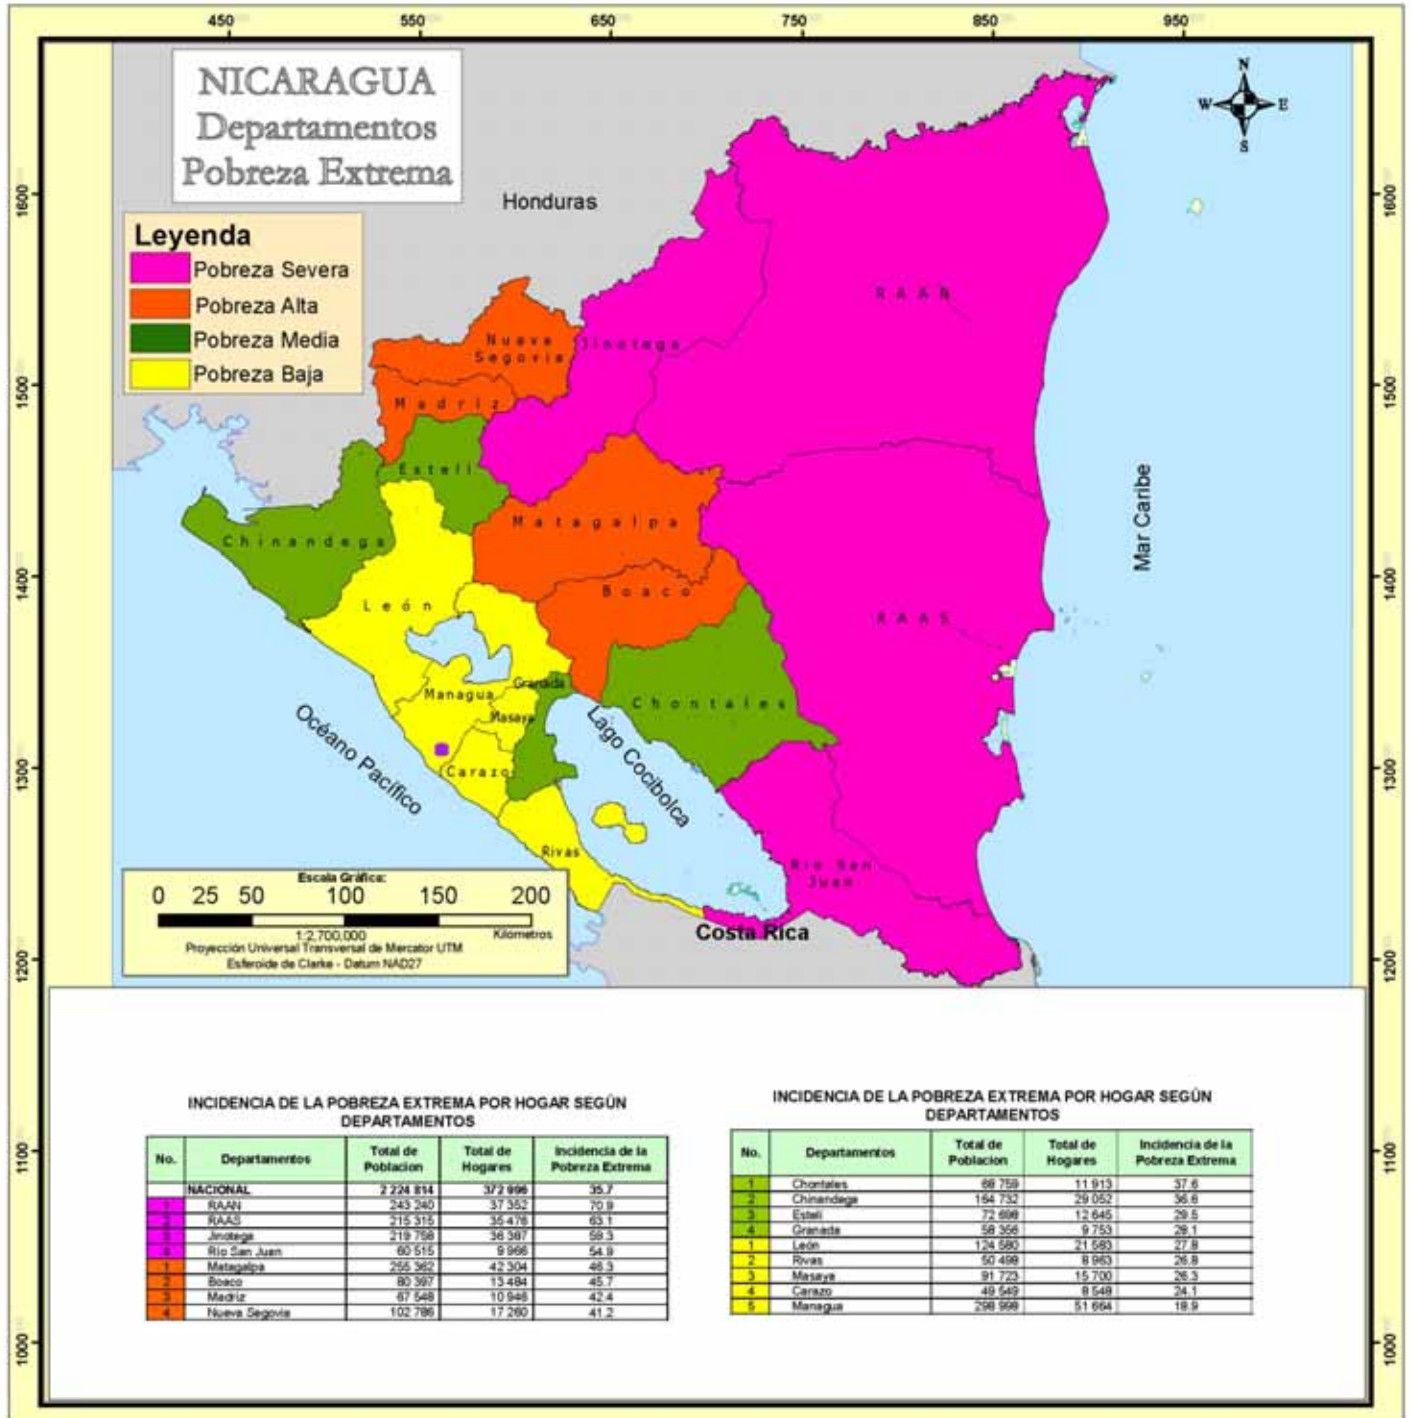 450 550 650 750 850 950
NICARAGUA
Departamentos
Pobreza Extrema
N
W E
S
Honduras
Leyenda
Pobreza Severa
Pobreza Alta
Pobreza Media
Pobreza Baja
1600 1600
RAAN
Nueva
Segovia
Jinotega
1500 1500
Madriz
Estelí
Mar Caribe
Matagalpa
Chinandega
1400 1400
Boaco
León
RAAS
Granada
Managua
Chontales
Masaya
Océano Pacífico
Lago Cocibolca
1300 1300
Carazo
Rivas
Rio San
Juan
Escala Gráfica:
0 25 50 100 150 200
1:2,700,000 Kilometros
Proyección Universal Transversal de Mercator UTM
Esferoide de Clarke - Datum NAD27
Costa Rica
1200 1200
INCIDENCIA DE LA POBREZA EXTREMA POR HOGAR SEGÚN
DEPARTAMENTOS
No. Departamentos Total de Poblacion Total de Hogares Incidencia de la Pobreza Extrema
NACIONAL 2 224 814 372 996 35.7
1 RAAN 243 240 37 352 70.9
2 RAAS 215 315 35 476 63.1
3 Jinotega 219 758 36 387 59.3
4 Rio San Juan 60 515 9 966 54.9
1 Matagalpa 255 362 42 304 46.3
2 Boaco 80 397 13 484 45.7
3 Madriz 67 548 10 946 42.4
4 Nueva Segovia 102 786 17 260 41.2
INCIDENCIA DE LA POBREZA EXTREMA POR HOGAR SEGÚN
DEPARTAMENTOS
No. Departamentos Total de Poblacion Total de Hogares Incidencia de la Pobreza Extrema
1 Chontales 68 759 11 913 37.6
2 Chinandega 164 732 29 052 36.6
3 Estelí 72 698 12 645 29.5
4 Granada 58 356 9 753 28.1
1 León 124 580 21 583 27.8
2 Rivas 50 498 8 963 26.8
3 Masaya 91 723 15 700 26.3
4 Carazo 49 549 8 548 24.1
5 Managua 298 998 51 664 18.9
1100 1100
1000 1000